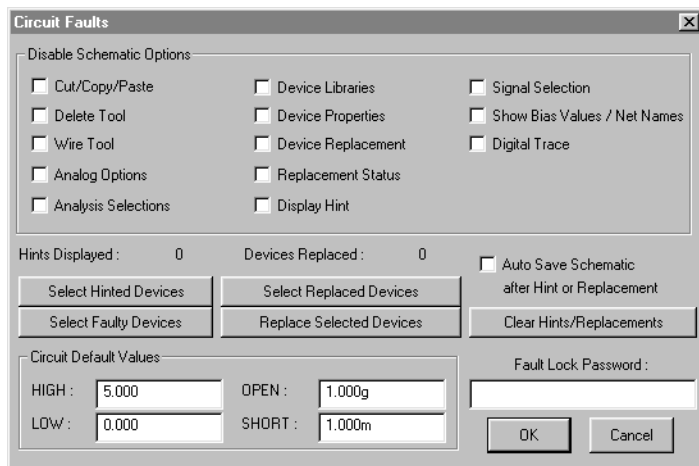 Circuit Faults
Disable Schematic Options
Cut/Copy/Paste
Device Libraries
Signal Selection
Delete Tool
Device Properties
Show Bias Values / Net Names
Wire Tool
Device Replacement
Digital Trace
Analog Options
Replacement Status
Analysis Selections
Display Hint
Hints Displayed : 0
Devices Replaced : 0
Auto Save Schematic
after Hint or Replacement
Select Hinted Devices
Select Replaced Devices
Select Faulty Devices
Replace Selected Devices
Clear Hints/Replacements
Circuit Default Values
Fault Lock Password :
HIGH : 5.000
OPEN : 1.000g
LOW : 0.000
SHORT : 1.000m
OK
Cancel